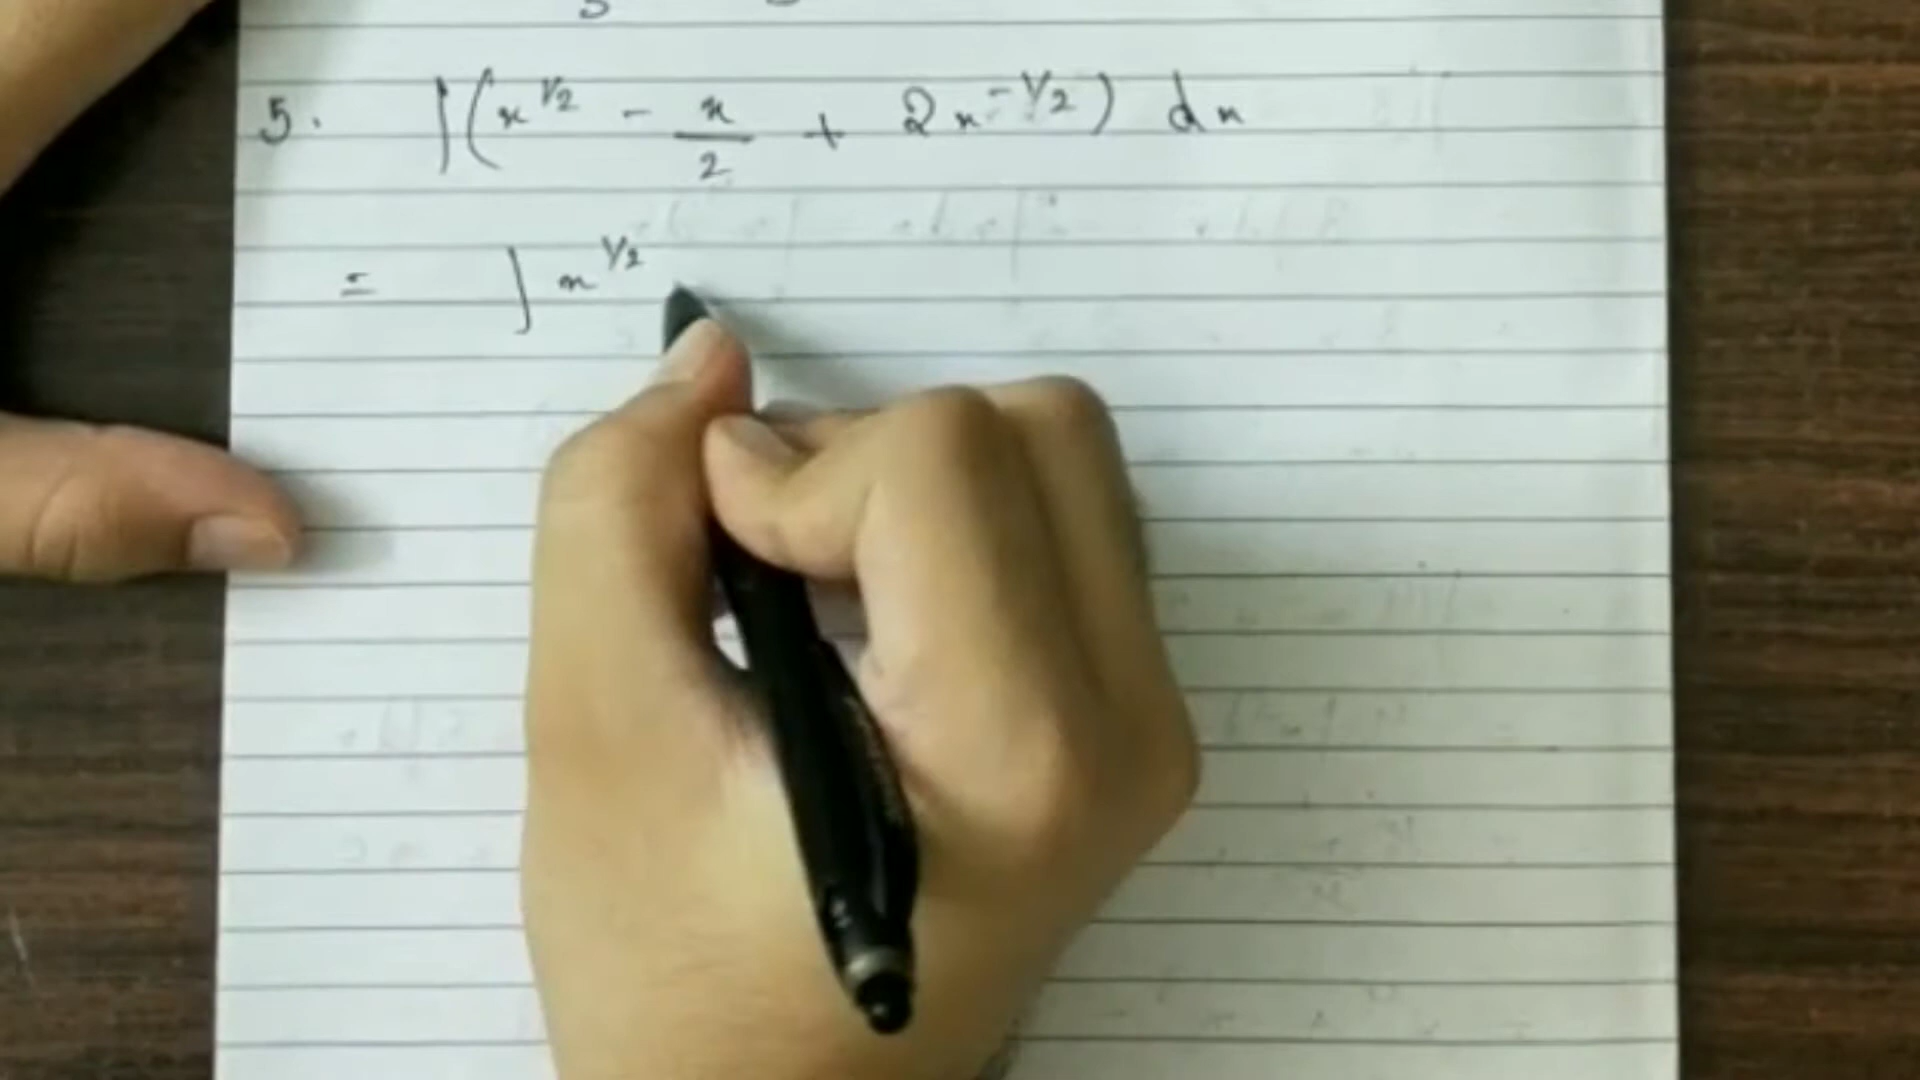 5. ∫(x^1/2 - x/2 + 2x^-1/2) dx
= ∫ x^1/2